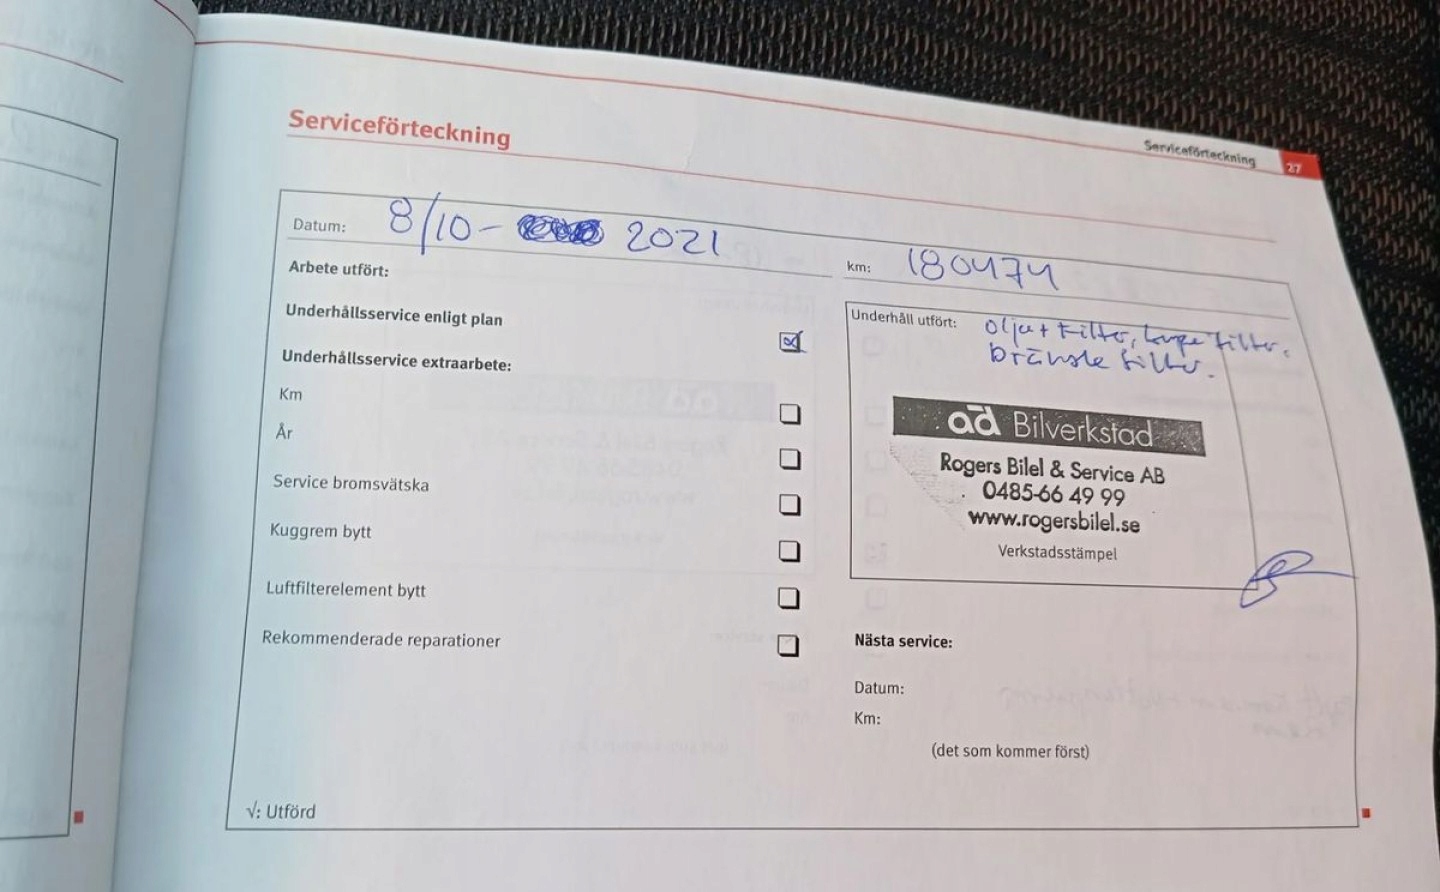 Serviceförteckning
Serviceförteckning 27
Datum: 8/10- 2021
km: 180474
Arbete utfört:
Underhållsservice enligt plan
Underhållsservice extraarbete:
Km
År
Service bromsvätska
Kuggrem bytt
Luftfilterelement bytt
Rekommenderade reparationer
√: Utförd
Underhåll utfört: olja + Filter, kupefilter,
bränsle filter.
ad Bilverkstad
Rogers Bilel & Service AB
0485-66 49 99
www.rogersbilel.se
Verkstadsstämpel
Nästa service:
Datum:
Km:
(det som kommer först)